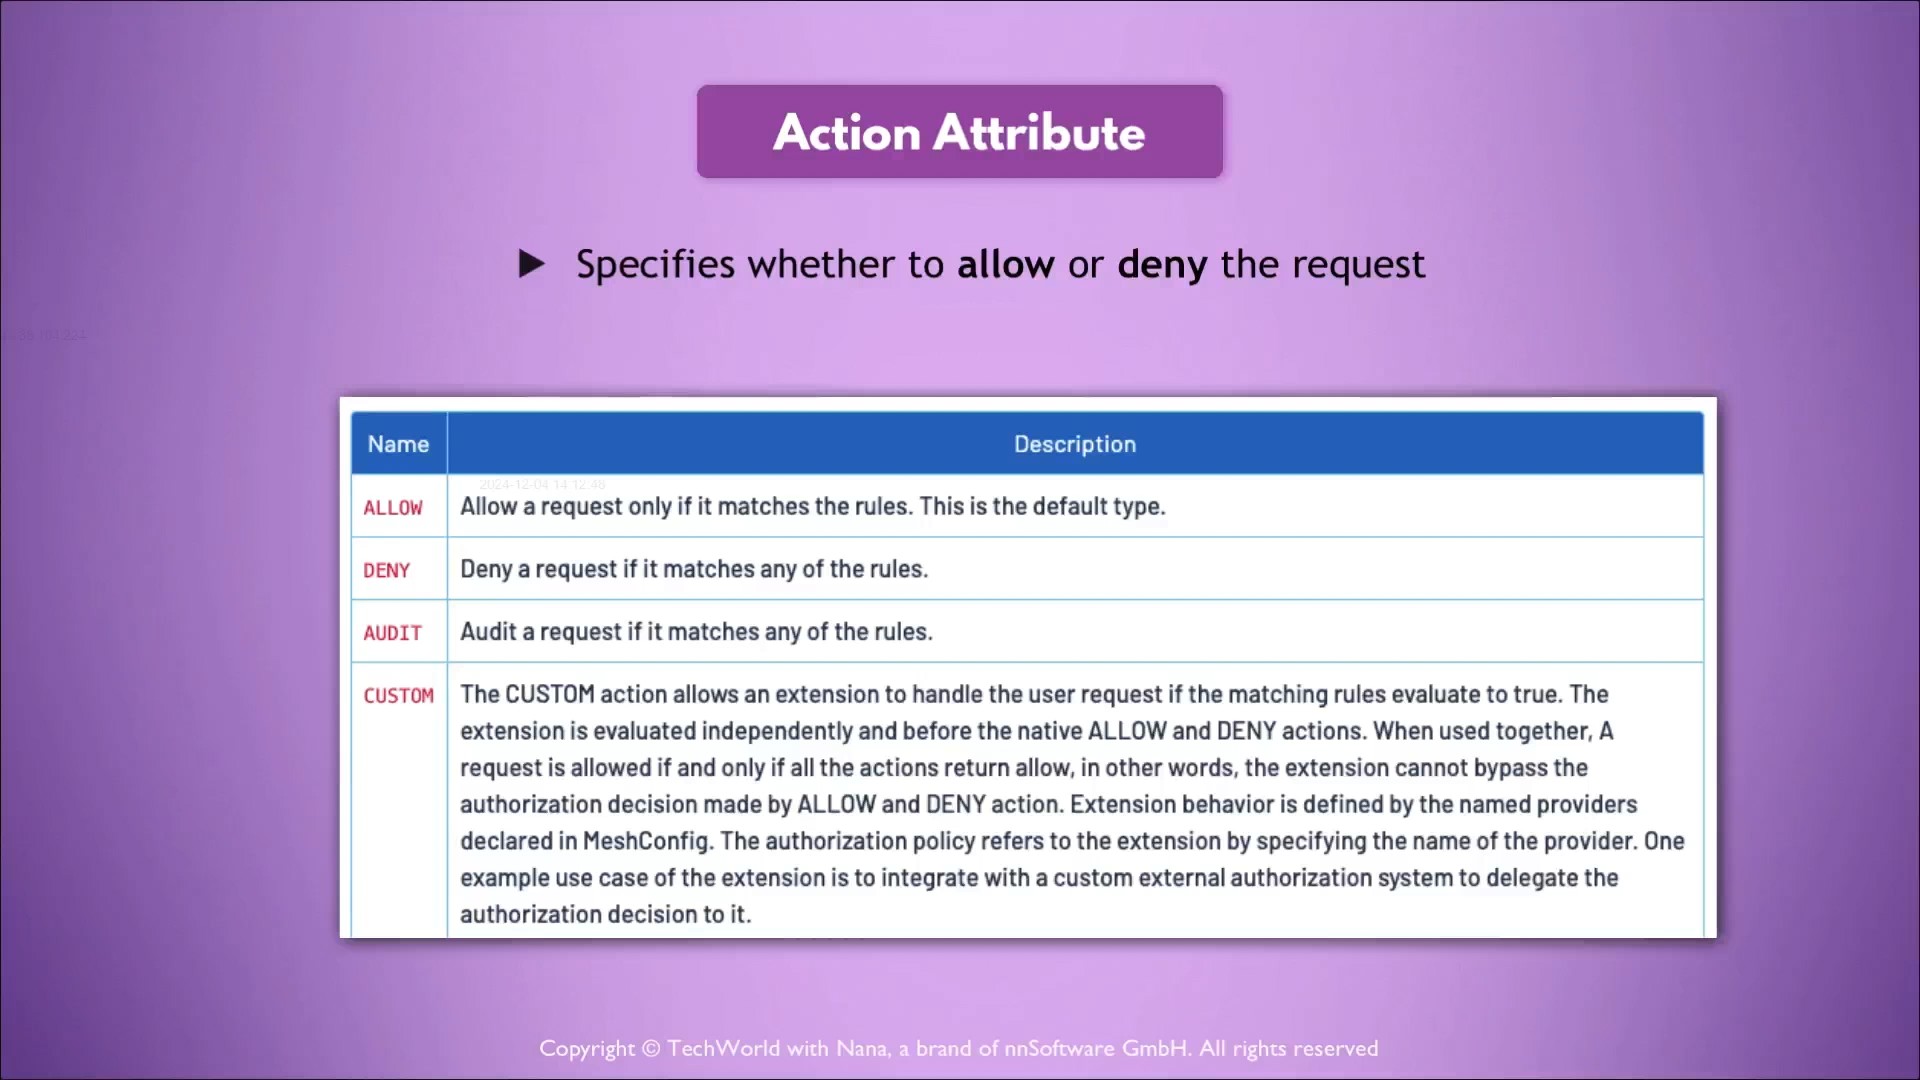 Action Attribute
▶ Specifies whether to allow or deny the request
Name Description
2024-12-04 14:12:48
ALLOW Allow a request only if it matches the rules. This is the default type.
DENY Deny a request if it matches any of the rules.
AUDIT Audit a request if it matches any of the rules.
CUSTOM The CUSTOM action allows an extension to handle the user request if the matching rules evaluate to true. The
extension is evaluated independently and before the native ALLOW and DENY actions. When used together, A
request is allowed if and only if all the actions return allow, in other words, the extension cannot bypass the
authorization decision made by ALLOW and DENY action. Extension behavior is defined by the named providers
declared in MeshConfig. The authorization policy refers to the extension by specifying the name of the provider. One
example use case of the extension is to integrate with a custom external authorization system to delegate the
authorization decision to it.
Copyright © TechWorld with Nana, a brand of nnSoftware GmbH. All rights reserved